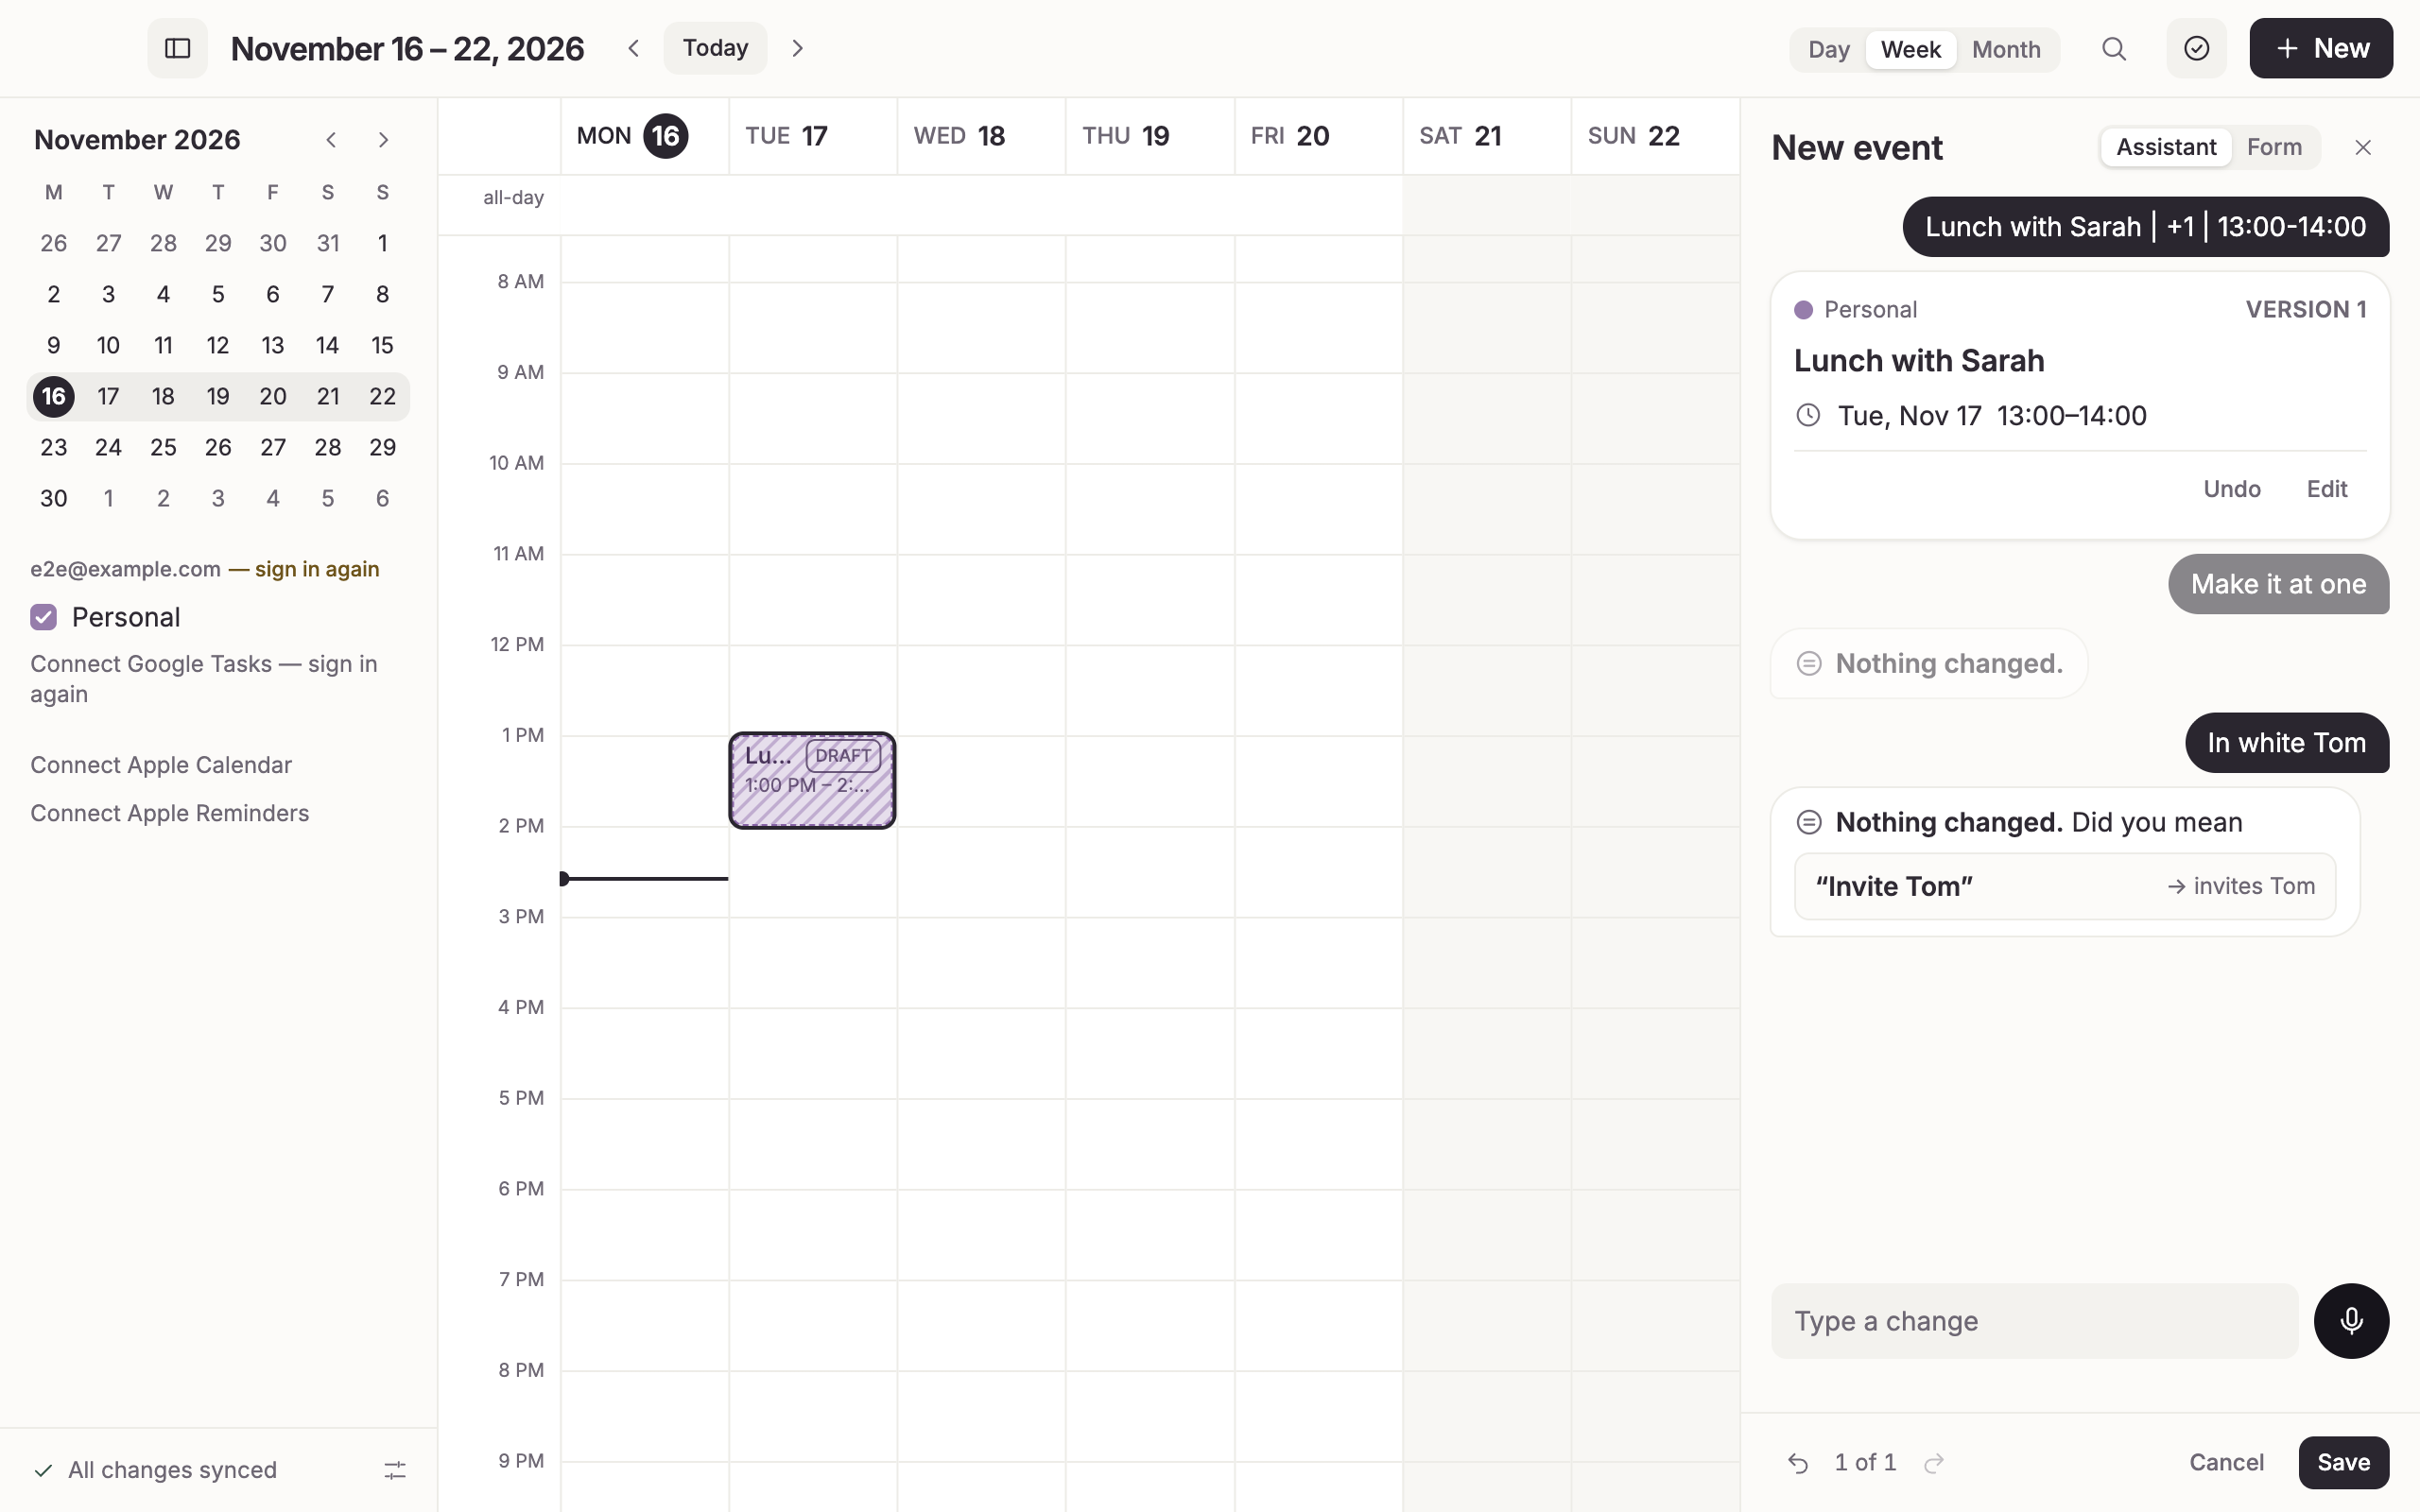 November 16 – 22, 2026
Today
Day Week Month
New
November 2026
M T W T F S S
26 27 28 29 30 31 1
2 3 4 5 6 7 8
9 10 11 12 13 14 15
16 17 18 19 20 21 22
23 24 25 26 27 28 29
30 1 2 3 4 5 6
e2e@example.com — sign in again
Personal
Connect Google Tasks — sign in
again
Connect Apple Calendar
Connect Apple Reminders
All changes synced
MON 16 TUE 17 WED 18 THU 19 FRI 20 SAT 21 SUN 22
all-day
8 AM
9 AM
10 AM
11 AM
12 PM
1 PM
Lu... DRAFT
1:00 PM – 2:...
2 PM
3 PM
4 PM
5 PM
6 PM
7 PM
8 PM
9 PM
New event
Assistant Form
Lunch with Sarah | +1 | 13:00-14:00
Personal VERSION 1
Lunch with Sarah
Tue, Nov 17 13:00–14:00
Undo Edit
Make it at one
Nothing changed.
In white Tom
Nothing changed. Did you mean
“Invite Tom” → invites Tom
Type a change
1 of 1
Cancel Save